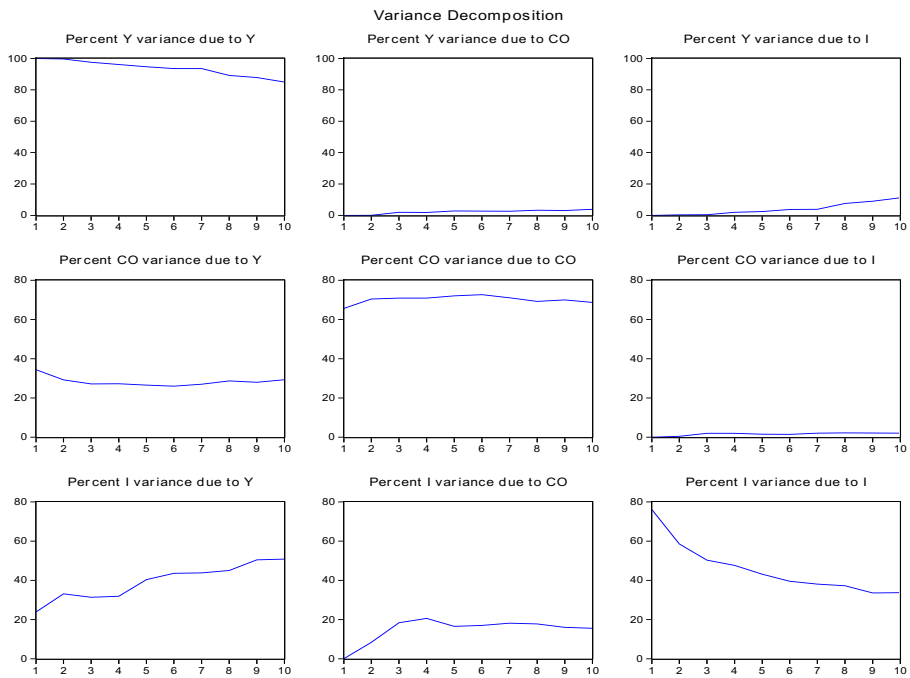 Variance Decomposition
Percent Y variance due to Y
Percent Y variance due to CO
Percent Y variance due to I
100
80
60
40
20
0
1 2 3 4 5 6 7 8 9 10
100
80
60
40
20
0
1 2 3 4 5 6 7 8 9 10
100
80
60
40
20
0
1 2 3 4 5 6 7 8 9 10
Percent CO variance due to Y
Percent CO variance due to CO
Percent CO variance due to I
80
60
40
20
0
1 2 3 4 5 6 7 8 9 10
80
60
40
20
0
1 2 3 4 5 6 7 8 9 10
80
60
40
20
0
1 2 3 4 5 6 7 8 9 10
Percent I variance due to Y
Percent I variance due to CO
Percent I variance due to I
80
60
40
20
0
1 2 3 4 5 6 7 8 9 10
80
60
40
20
0
1 2 3 4 5 6 7 8 9 10
80
60
40
20
0
1 2 3 4 5 6 7 8 9 10